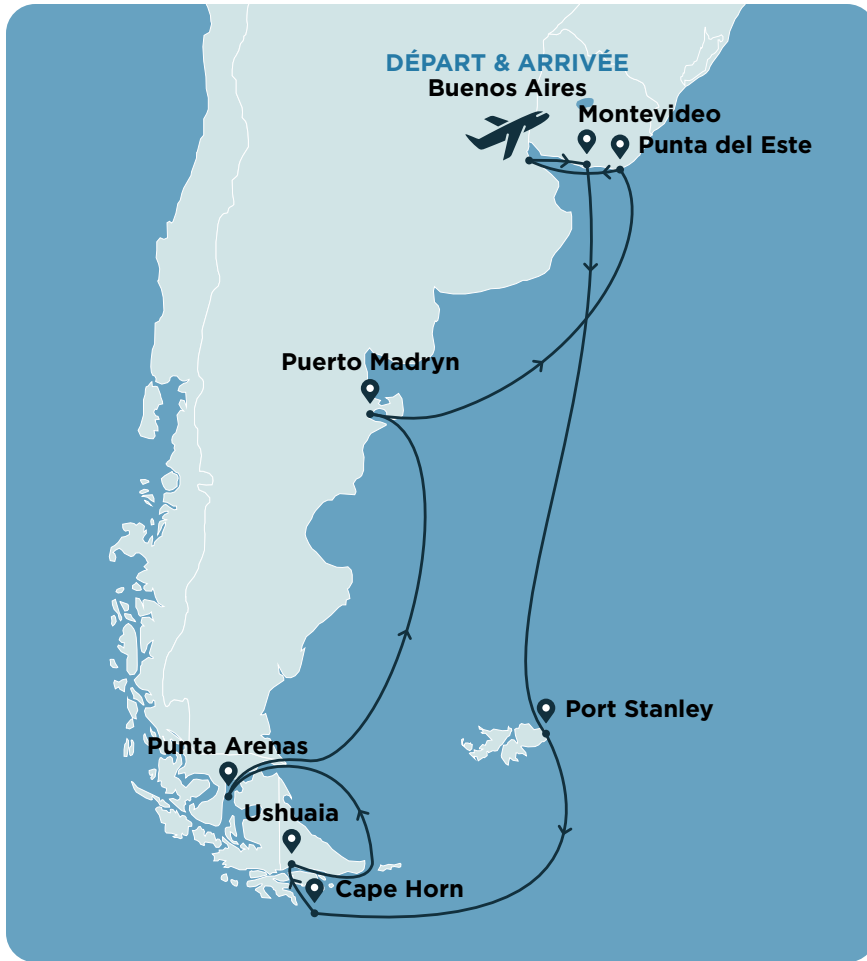 DÉPART & ARRIVÉE
Buenos Aires
Montevideo
Punta del Este
Puerto Madryn
Port Stanley
Punta Arenas
Ushuaia
Cape Horn